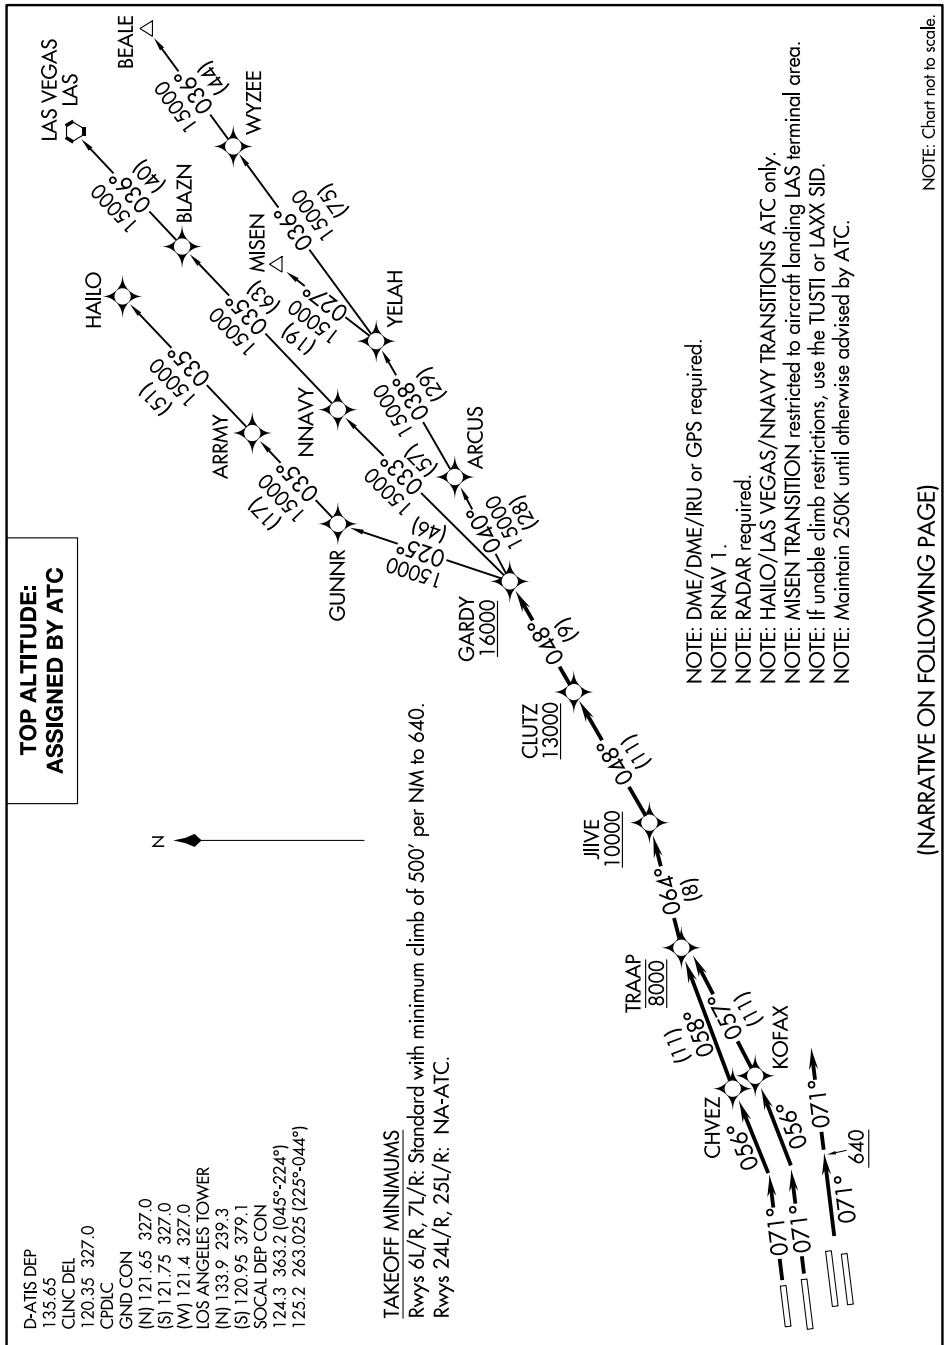 TOP ALTITUDE:
ASSIGNED BY ATC
D-ATIS DEP
135.65
CLNC DEL
120.35 327.0
CPDLC
GND CON
(N) 121.65 327.0
(S) 121.75 327.0
(W) 121.4 327.0
LOS ANGELES TOWER
(N) 133.9 239.3
(S) 120.95 379.1
SOCAL DEP CON
124.3 363.2 (045°-224°)
125.2 263.025 (225°-044°)
N
TAKEOFF MINIMUMS
Rwys 6L/R, 7L/R: Standard with minimum climb of 500' per NM to 640.
Rwys 24L/R, 25L/R: NA-ATC.
071°
071°
071°
640
071°
056°
056°
CHVEZ
KOFAX
(11)
058°
057°
(11)
TRAAP
8000
064°
(8)
JIIVE
10000
048°
(11)
CLUTZ
13000
048°
(9)
GARDY
16000
15000
025°
(46)
GUNNR
(17)
15000
035°
ARRMY
(51)
15000
035°
HAILO
15000
033°
(57)
NNAVY
15000
035°
(63)
BLAZN
15000
036°
(40)
LAS VEGAS
LAS
040°
15000
(28)
ARCUS
15000
038°
(29)
YELAH
(19)
15000
027°
MISEN
036°
15000
(75)
WYZEE
15000
036°
(44)
BEALE
NOTE: DME/DME/IRU or GPS required.
NOTE: RNAV 1.
NOTE: RADAR required.
NOTE: HAILO/LAS VEGAS/NNAVY TRANSITIONS ATC only.
NOTE: MISEN TRANSITION restricted to aircraft landing LAS terminal area.
NOTE: If unable climb restrictions, use the TUSTI or LAXX SID.
NOTE: Maintain 250K until otherwise advised by ATC.
(NARRATIVE ON FOLLOWING PAGE)
NOTE: Chart not to scale.